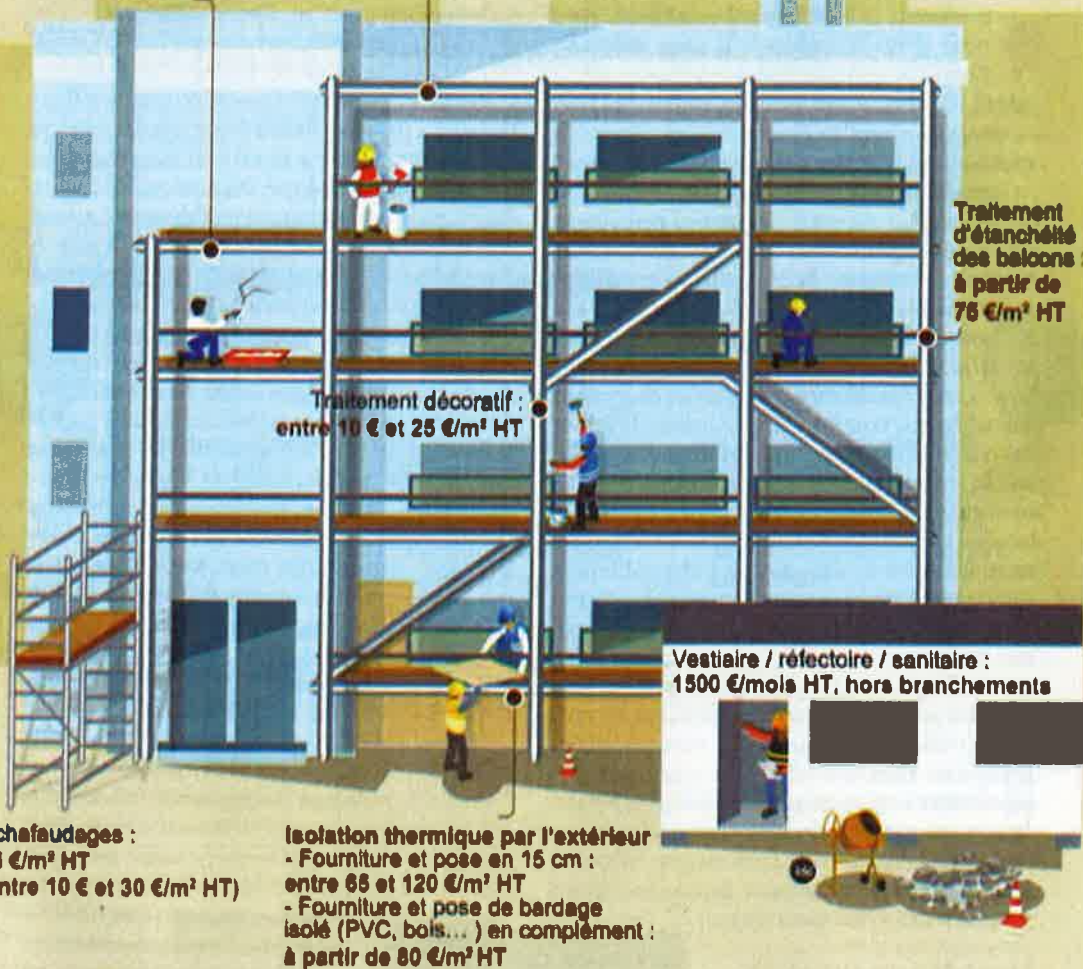 Traitement
d'étanchéité
des balcons :
à partir de
75 €/m² HT
Traitement décoratif :
entre 10 € et 25 €/m² HT
Vestiaire / réfectoire / sanitaire :
1500 €/mois HT, hors branchements
chafaudages :
€/m² HT
ntre 10 € et 30 €/m² HT)
Isolation thermique par l'extérieur
- Fourniture et pose en 15 cm :
entre 65 et 120 €/m² HT
- Fourniture et pose de bardage
isolé (PVC, bois... ) en complément :
à partir de 80 €/m² HT